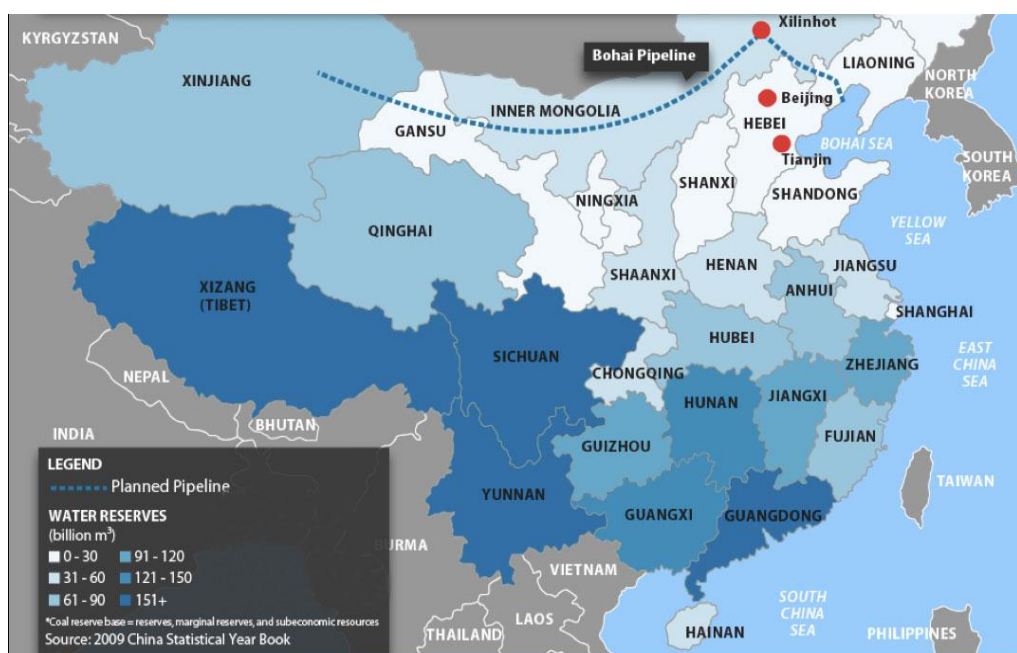 Xilinhot
KYRGYZSTAN
Bohai Pipeline
LIAONING
NORTH
KOREA
XINJIANG
Beijing
INNER MONGOLIA
HEBEI
GANSU
BOHAI SEA
Tianjin
SOUTH
KOREA
SHANXI
SHANDONG
NINGXIA
YELLOW
SEA
QINGHAI
HENAN
JIANGSU
SHAANXI
ANHUI
XIZANG
(TIBET)
SHANGHAI
HUBEI
SICHUAN
EAST
CHINA
SEA
ZHEJIANG
CHONGQING
NEPAL
JIANGXI
HUNAN
BHUTAN
INDIA
GUIZHOU
FUJIAN
TAIWAN
YUNNAN
GUANGXI
GUANGDONG
BURMA
VIETNAM
SOUTH
CHINA
SEA
LAOS
HAINAN
THAILAND
PHILIPPINES
LEGEND
Planned Pipeline
WATER RESERVES
(billion m³)
0 - 30
91 - 120
31 - 60
121 - 150
61 - 90
151+
*Coal reserve base = reserves, marginal reserves, and subeconomic resources
Source: 2009 China Statistical Year Book